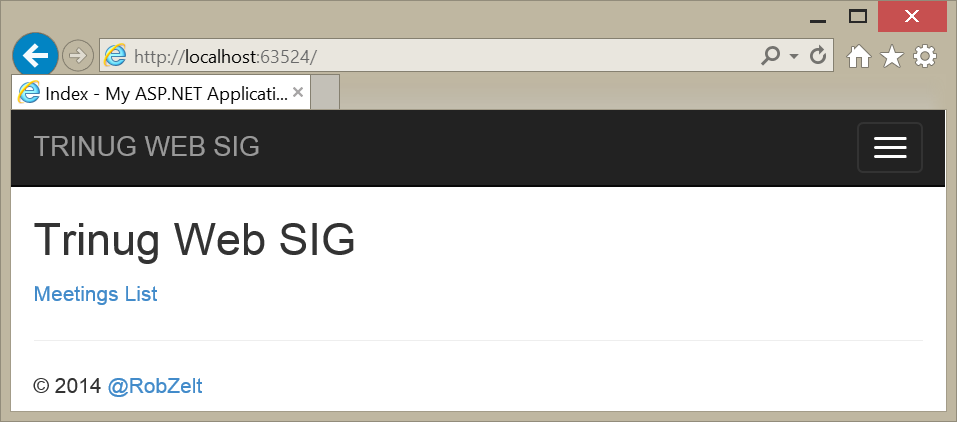 http://localhost:63524/
Index - My ASP.NET Applicati...
TRINUG WEB SIG
Trinug Web SIG
Meetings List
© 2014 @RobZelt